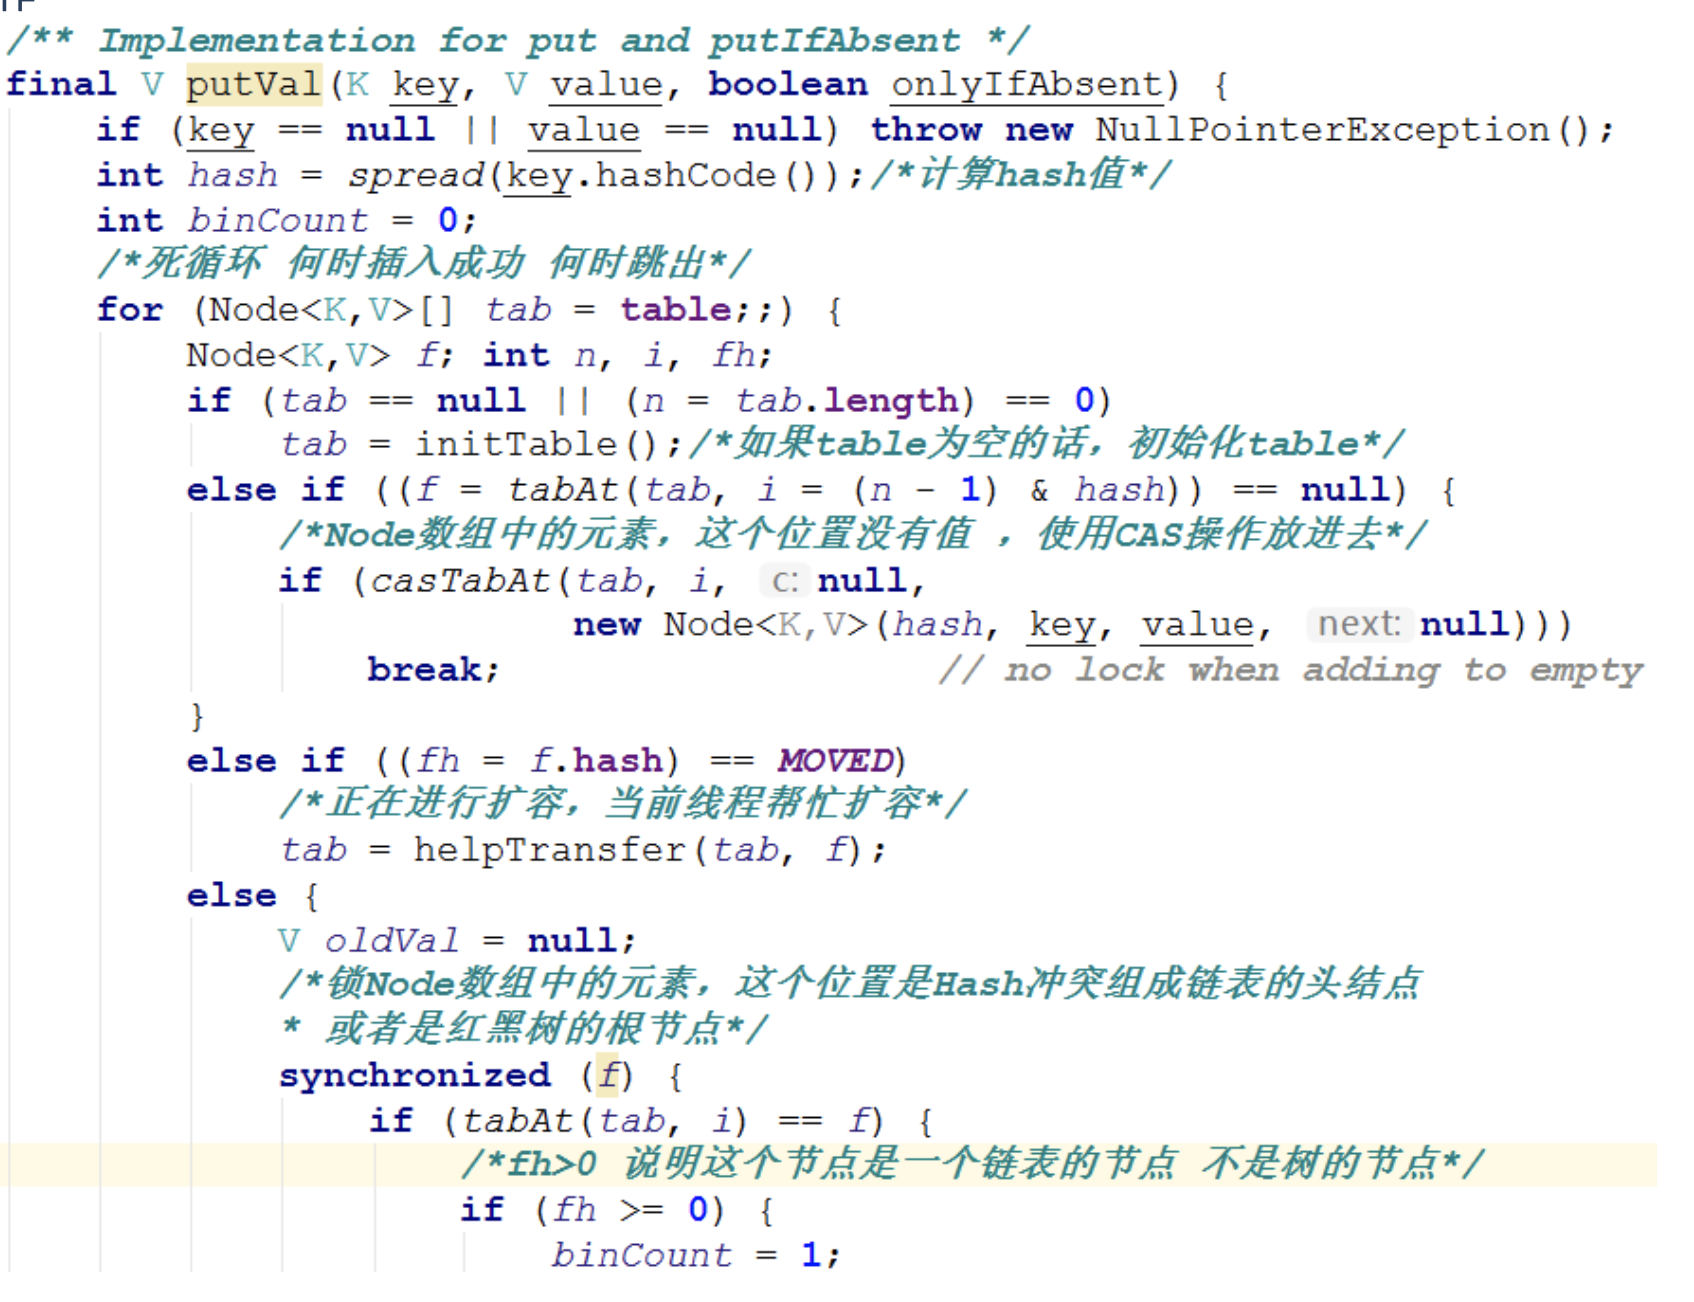 /** Implementation for put and putIfAbsent */
final V putVal(K key, V value, boolean onlyIfAbsent) {
if (key == null || value == null) throw new NullPointerException();
int hash = spread(key.hashCode());/*计算hash值*/
int binCount = 0;
/*死循环 何时插入成功 何时跳出*/
for (Node<K,V>[] tab = table;;) {
Node<K,V> f; int n, i, fh;
if (tab == null || (n = tab.length) == 0)
tab = initTable();/*如果table为空的话，初始化table*/
else if ((f = tabAt(tab, i = (n - 1) & hash)) == null) {
/*Node数组中的元素，这个位置没有值 ，使用CAS操作放进去*/
if (casTabAt(tab, i, c: null,
new Node<K,V>(hash, key, value, next: null)))
break; // no lock when adding to empty
}
else if ((fh = f.hash) == MOVED)
/*正在进行扩容，当前线程帮忙扩容*/
tab = helpTransfer(tab, f);
else {
V oldVal = null;
/*锁Node数组中的元素，这个位置是Hash冲突组成链表的头结点
* 或者是红黑树的根节点*/
synchronized (f) {
if (tabAt(tab, i) == f) {
/*fh>0 说明这个节点是一个链表的节点 不是树的节点*/
if (fh >= 0) {
binCount = 1;